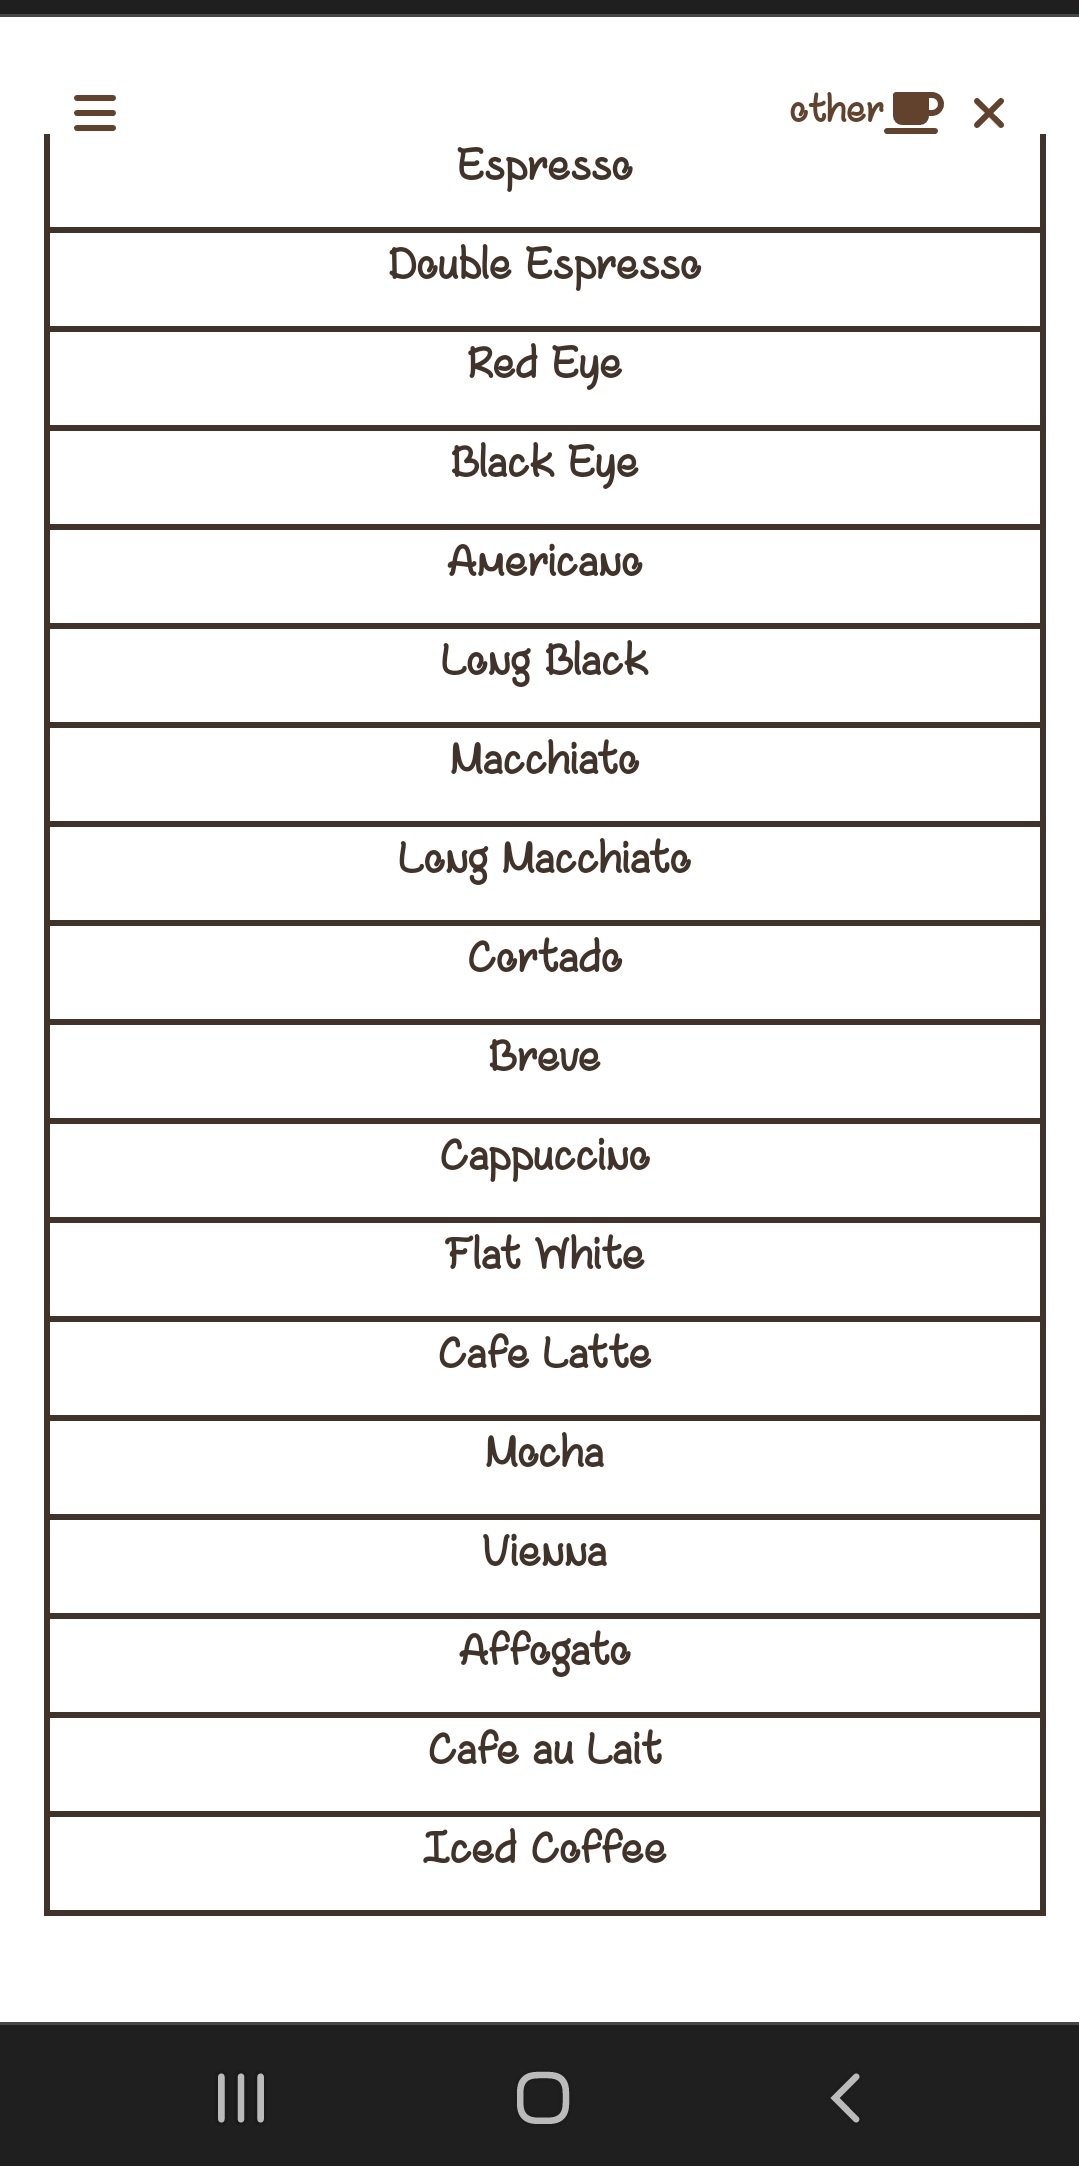 other
Espresso
Double Espresso
Red Eye
Black Eye
Americano
Long Black
Macchiato
Long Macchiato
Cortado
Breve
Cappuccino
Flat White
Cafe Latte
Mocha
Vienna
Affogato
Cafe au Lait
Iced Coffee